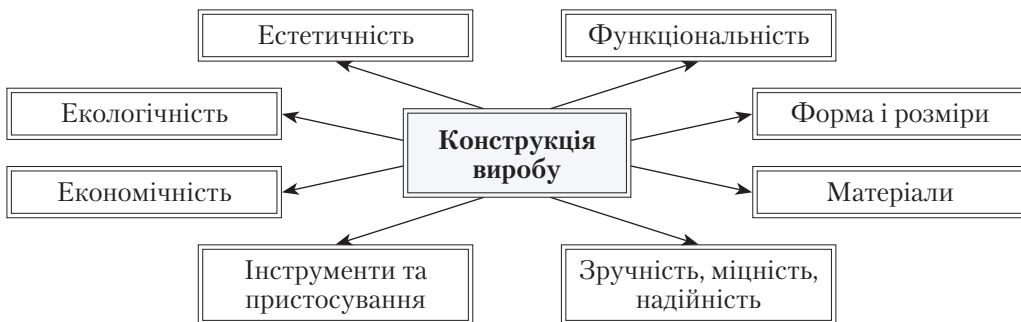 Естетичність
Функціональність
Екологічність
Конструкція
виробу
Форма і розміри
Економічність
Матеріали
Інструменти та
пристосування
Зручність, міцність,
надійність